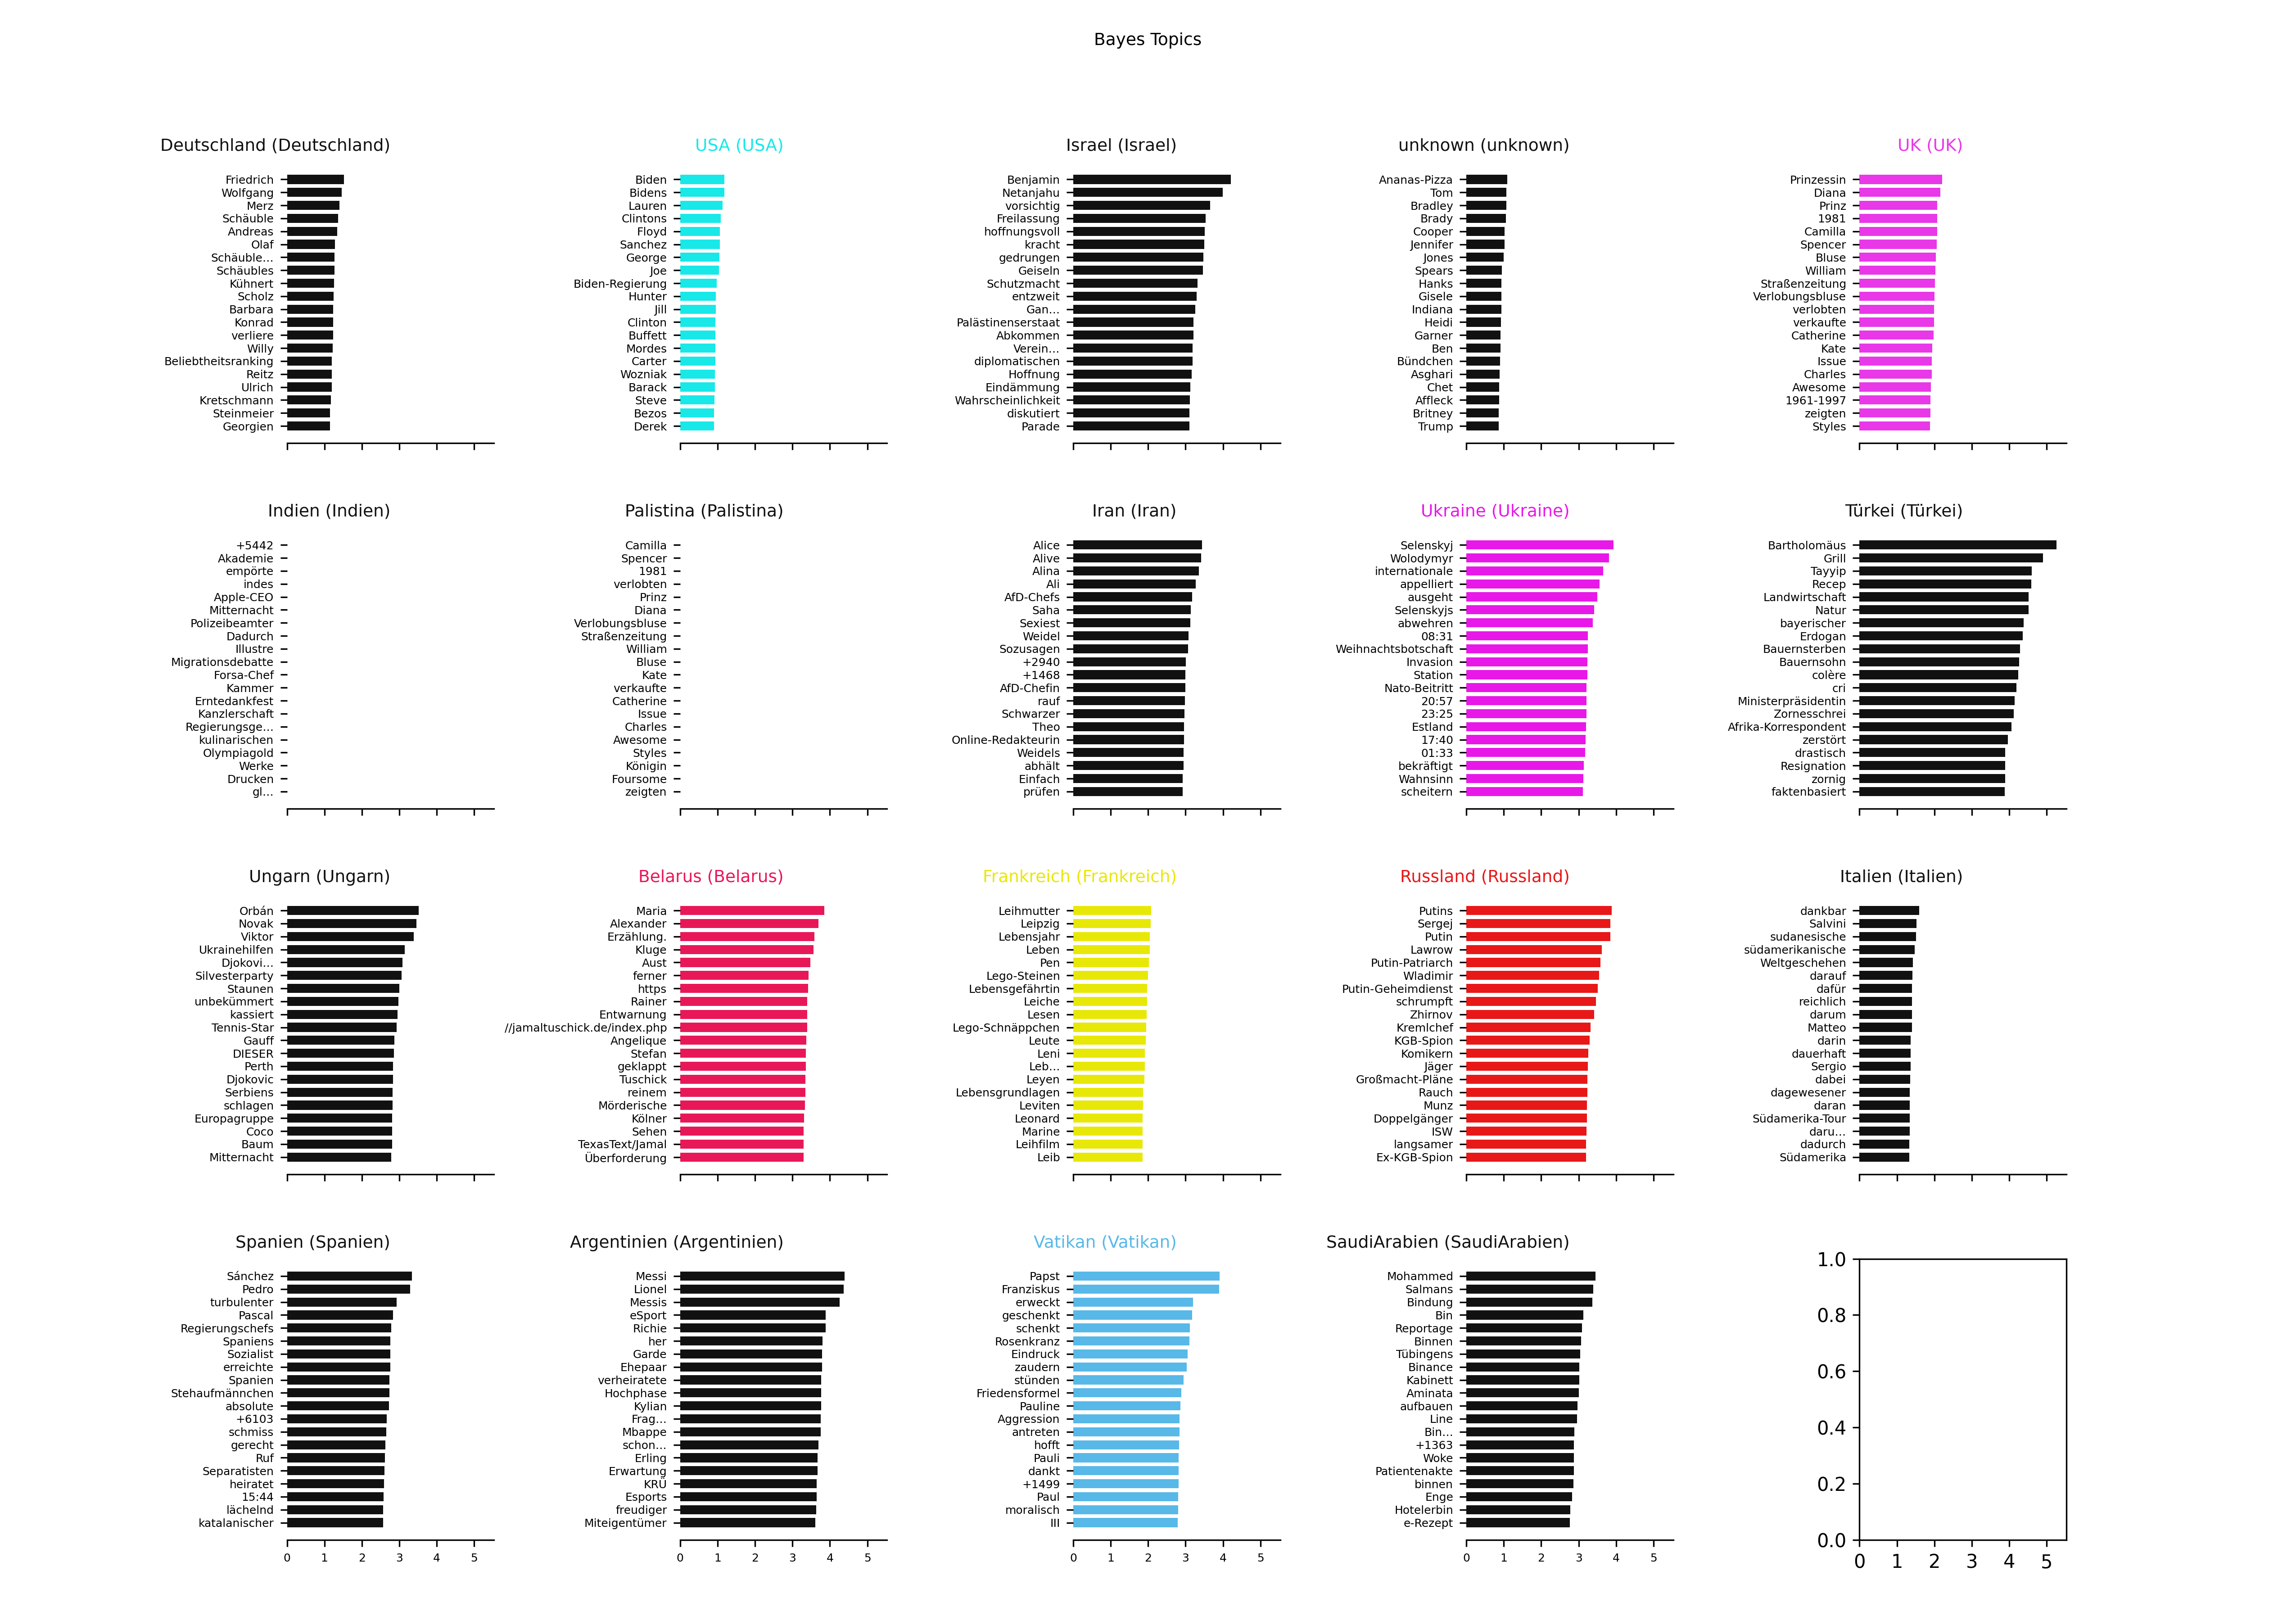 Bayes Topics
Deutschland (Deutschland)
Friedrich
Wolfgang
Merz
Schäuble
Andreas
Olaf
Schäuble...
Schäubles
Kühnert
Scholz
Barbara
Konrad
verliere
Willy
Beliebtheitsranking
Reitz
Ulrich
Kretschmann
Steinmeier
Georgien
USA (USA)
Biden
Bidens
Lauren
Clintons
Floyd
Sanchez
George
Joe
Biden-Regierung
Hunter
Jill
Clinton
Buffett
Mordes
Carter
Wozniak
Barack
Steve
Bezos
Derek
Israel (Israel)
Benjamin
Netanjahu
vorsichtig
Freilassung
hoffnungsvoll
kracht
gedrungen
Geiseln
Schutzmacht
entzweit
Gan...
Palästinenserstaat
Abkommen
Verein...
diplomatischen
Hoffnung
Eindämmung
Wahrscheinlichkeit
diskutiert
Parade
unknown (unknown)
Ananas-Pizza
Tom
Bradley
Brady
Cooper
Jennifer
Jones
Spears
Hanks
Gisele
Indiana
Heidi
Garner
Ben
Bündchen
Asghari
Chet
Affleck
Britney
Trump
UK (UK)
Prinzessin
Diana
Prinz
1981
Camilla
Spencer
Bluse
William
Straßenzeitung
Verlobungsbluse
verlobten
verkaufte
Catherine
Kate
Issue
Charles
Awesome
1961-1997
zeigten
Styles
Indien (Indien)
+5442
Akademie
empörte
indes
Apple-CEO
Mitternacht
Polizeibeamter
Dadurch
Illustre
Migrationsdebatte
Forsa-Chef
Kammer
Erntedankfest
Kanzlerschaft
Regierungsge...
kulinarischen
Olympiagold
Werke
Drucken
gl...
Palistina (Palistina)
Camilla
Spencer
1981
verlobten
Prinz
Diana
Verlobungsbluse
Straßenzeitung
William
Bluse
Kate
verkaufte
Catherine
Issue
Charles
Awesome
Styles
Königin
Foursome
zeigten
Iran (Iran)
Alice
Alive
Alina
Ali
AfD-Chefs
Saha
Sexiest
Weidel
Sozusagen
+2940
+1468
AfD-Chefin
rauf
Schwarzer
Theo
Online-Redakteurin
Weidels
abhält
Einfach
prüfen
Ukraine (Ukraine)
Selenskyj
Wolodymyr
internationale
appelliert
ausgeht
Selenskyjs
abwehren
08:31
Weihnachtsbotschaft
Invasion
Station
Nato-Beitritt
20:57
23:25
Estland
17:40
01:33
bekräftigt
Wahnsinn
scheitern
Türkei (Türkei)
Bartholomäus
Grill
Tayyip
Recep
Landwirtschaft
Natur
bayerischer
Erdogan
Bauernsterben
Bauernsohn
colère
cri
Ministerpräsidentin
Zornesschrei
Afrika-Korrespondent
zerstört
drastisch
Resignation
zornig
faktenbasiert
Ungarn (Ungarn)
Orbán
Novak
Viktor
Ukrainehilfen
Djokovi...
Silvesterparty
Staunen
unbekümmert
kassiert
Tennis-Star
Gauff
DIESER
Perth
Djokovic
Serbiens
schlagen
Europagruppe
Coco
Baum
Mitternacht
Belarus (Belarus)
Maria
Alexander
Erzählung.
Kluge
Aust
ferner
https
Rainer
Entwarnung
//jamaltuschick.de/index.php
Angelique
Stefan
geklappt
Tuschick
reinem
Mörderische
Kölner
Sehen
TexasText/Jamal
Überforderung
Frankreich (Frankreich)
Leihmutter
Leipzig
Lebensjahr
Leben
Pen
Lego-Steinen
Lebensgefährtin
Leiche
Lesen
Lego-Schnäppchen
Leute
Leni
Leb...
Leyen
Lebensgrundlagen
Leviten
Leonard
Marine
Leihfilm
Leib
Russland (Russland)
Putins
Sergej
Putin
Lawrow
Putin-Patriarch
Wladimir
Putin-Geheimdienst
schrumpft
Zhirnov
Kremlchef
KGB-Spion
Komikern
Jäger
Großmacht-Pläne
Rauch
Munz
Doppelgänger
ISW
langsamer
Ex-KGB-Spion
Italien (Italien)
dankbar
Salvini
sudanesische
südamerikanische
Weltgeschehen
darauf
dafür
reichlich
darum
Matteo
darin
dauerhaft
Sergio
dabei
dagewesener
daran
Südamerika-Tour
daru...
dadurch
Südamerika
Spanien (Spanien)
Sánchez
Pedro
turbulenter
Pascal
Regierungschefs
Spaniens
Sozialist
erreichte
Spanien
Stehaufmännchen
absolute
+6103
schmiss
gerecht
Ruf
Separatisten
heiratet
15:44
lächelnd
katalanischer
0 1 2 3 4 5
Argentinien (Argentinien)
Messi
Lionel
Messis
eSport
Richie
her
Garde
Ehepaar
verheiratete
Hochphase
Kylian
Frag...
Mbappe
schon...
Erling
Erwartung
KRÜ
Esports
freudiger
Miteigentümer
0 1 2 3 4 5
Vatikan (Vatikan)
Papst
Franziskus
erweckt
geschenkt
schenkt
Rosenkranz
Eindruck
zaudern
stünden
Friedensformel
Pauline
Aggression
antreten
hofft
Pauli
dankt
+1499
Paul
moralisch
III
0 1 2 3 4 5
SaudiArabien (SaudiArabien)
Mohammed
Salmans
Bindung
Bin
Reportage
Binnen
Tübingens
Binance
Kabinett
Aminata
aufbauen
Line
Bin...
+1363
Woke
Patientenakte
binnen
Enge
Hotelerbin
e-Rezept
0 1 2 3 4 5
1.0
0.8
0.6
0.4
0.2
0.0
0 1 2 3 4 5